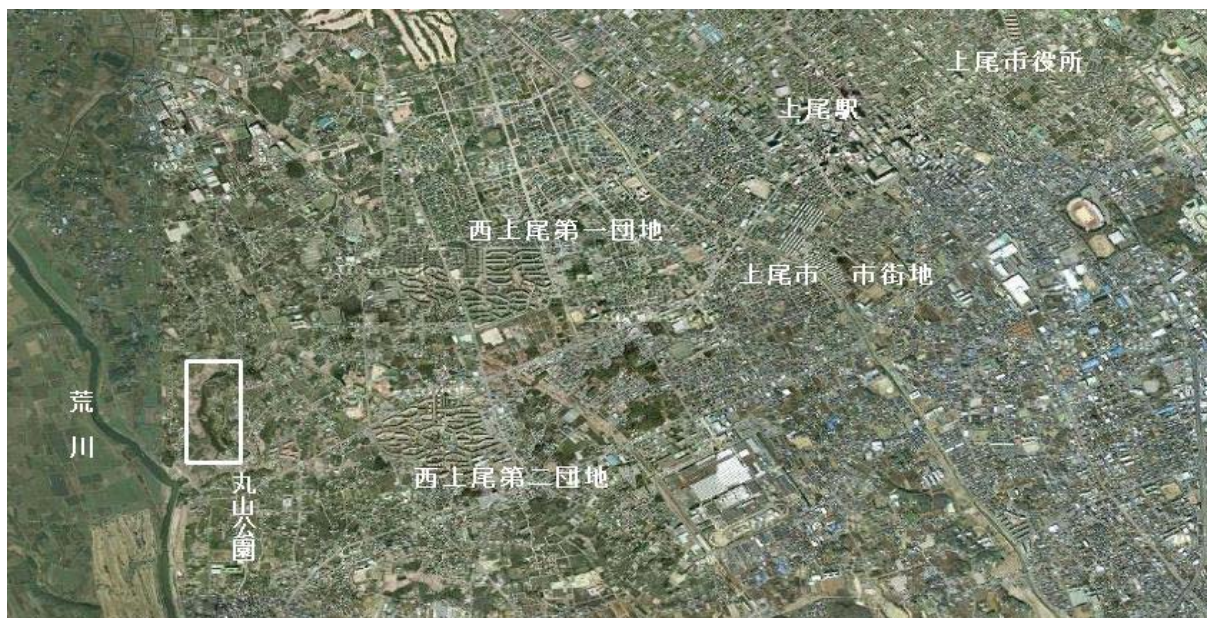 上尾市役所
上尾駅
西上尾第一団地
上尾市 市街地
荒川
西上尾第二団地
丸山公園